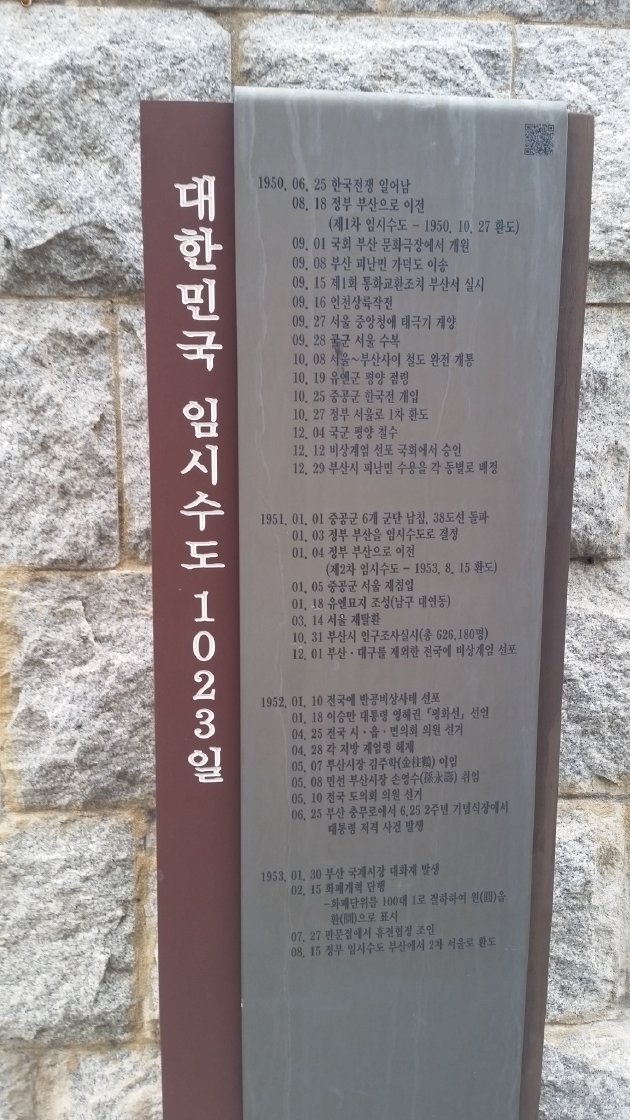 대한민국 임시수도 1023일
1950. 06. 25 한국전쟁 일어남
08. 18 정부 부산으로 이전
(제1차 임시수도 - 1950. 10. 27 환도)
09. 01 국회 부산 문화극장에서 개원
09. 08 부산 피난민 가덕도 이송
09. 15 제1회 통화교환조치 부산서 실시
09. 16 인천상륙작전
09. 27 서울 중앙청에 태극기 게양
09. 28 국군 서울 수복
10. 08 서울~부산사이 철도 완전 개통
10. 19 유엔군 평양 점령
10. 25 중공군 한국전 개입
10. 27 정부 서울로 1차 환도
12. 04 국군 평양 철수
12. 12 비상계엄 선포 국회에서 승인
12. 29 부산시 피난민 수용을 각 동별로 배정
1951. 01. 01 중공군 6개 군단 남침, 38도선 돌파
01. 03 정부 부산을 임시수도로 결정
01. 04 정부 부산으로 이전
(제2차 임시수도 - 1953. 8. 15 환도)
01. 05 중공군 서울 재침입
01. 18 유엔묘지 조성(남구 대연동)
03. 14 서울 재탈환
10. 31 부산시 인구조사실시(총 626,180명)
12. 01 부산·대구를 제외한 전국에 비상계엄 선포
1952. 01. 10 전국에 반공비상사태 선포
01. 18 이승만 대통령 영해권 『평화선』 선언
04. 25 전국 시·읍·면의회 의원 선거
04. 28 각 지방 계엄령 해제
05. 07 부산시장 김주학(金柱鶴) 이임
05. 08 민선 부산시장 손영수(孫永壽) 취임
05. 10 전국 도의회 의원 선거
06. 25 부산 충무로에서 6.25 2주년 기념식장에서
대통령 저격 사건 발생
1953. 01. 30 부산 국제시장 대화재 발생
02. 15 화폐개혁 단행
-화폐단위를 100대 1로 절하하여 원(圓)을
환(圜)으로 표시
07. 27 판문점에서 휴전협정 조인
08. 15 정부 임시수도 부산에서 2차 서울로 환도